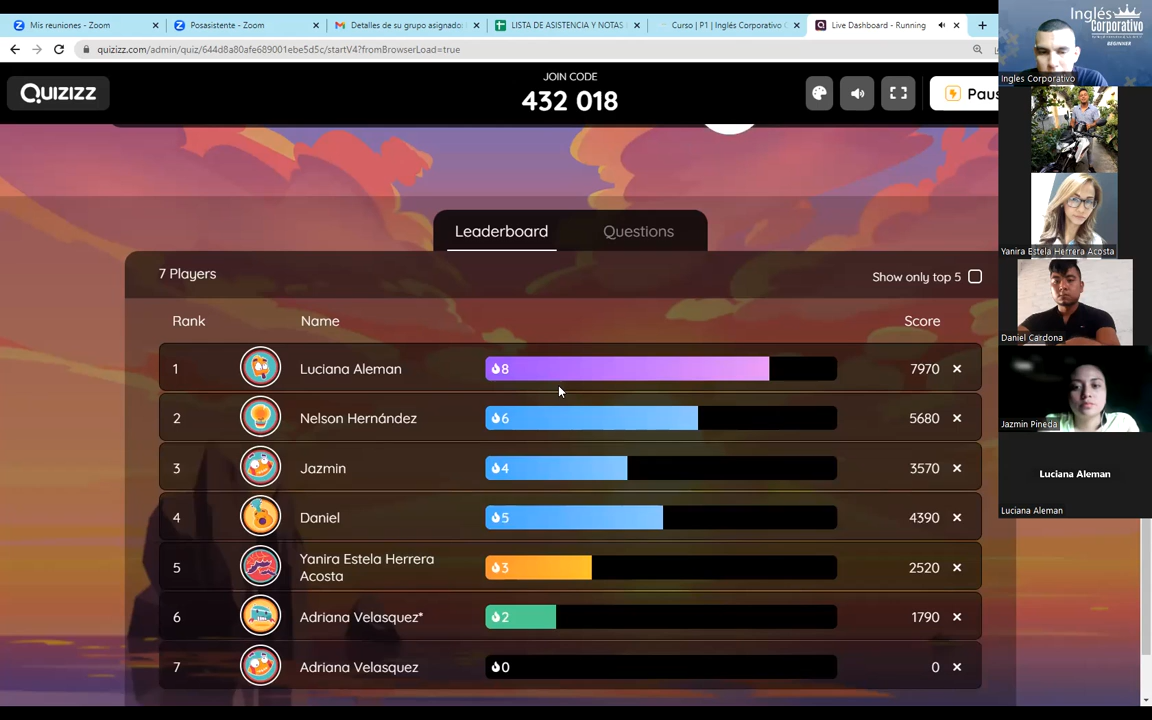 Mis reuniones - Zoom
Posasistente - Zoom
Detalles de su grupo asignado:
LISTA DE ASISTENCIA Y NOTAS
Curso | P1 | Inglés Corporativo
Live Dashboard - Running
quizizz.com/admin/quiz/644d8a80afe689001ebe5d5c/startV4?fromBrowserLoad=true
Quizizz
JOIN CODE
432 018
Paus
Leaderboard
Questions
7 Players
Show only top 5
Rank Name Score
1 Luciana Aleman 8 7970
2 Nelson Hernández 6 5680
3 Jazmin 4 3570
4 Daniel 5 4390
5 Yanira Estela Herrera Acosta 3 2520
6 Adriana Velasquez* 2 1790
7 Adriana Velasquez 0 0
Inglés
Corporativo
BEGINNER
Ingles Corporativo
Yanira Estela Herrera Acosta
Daniel Cardona
Jazmin Pineda
Luciana Aleman
Luciana Aleman